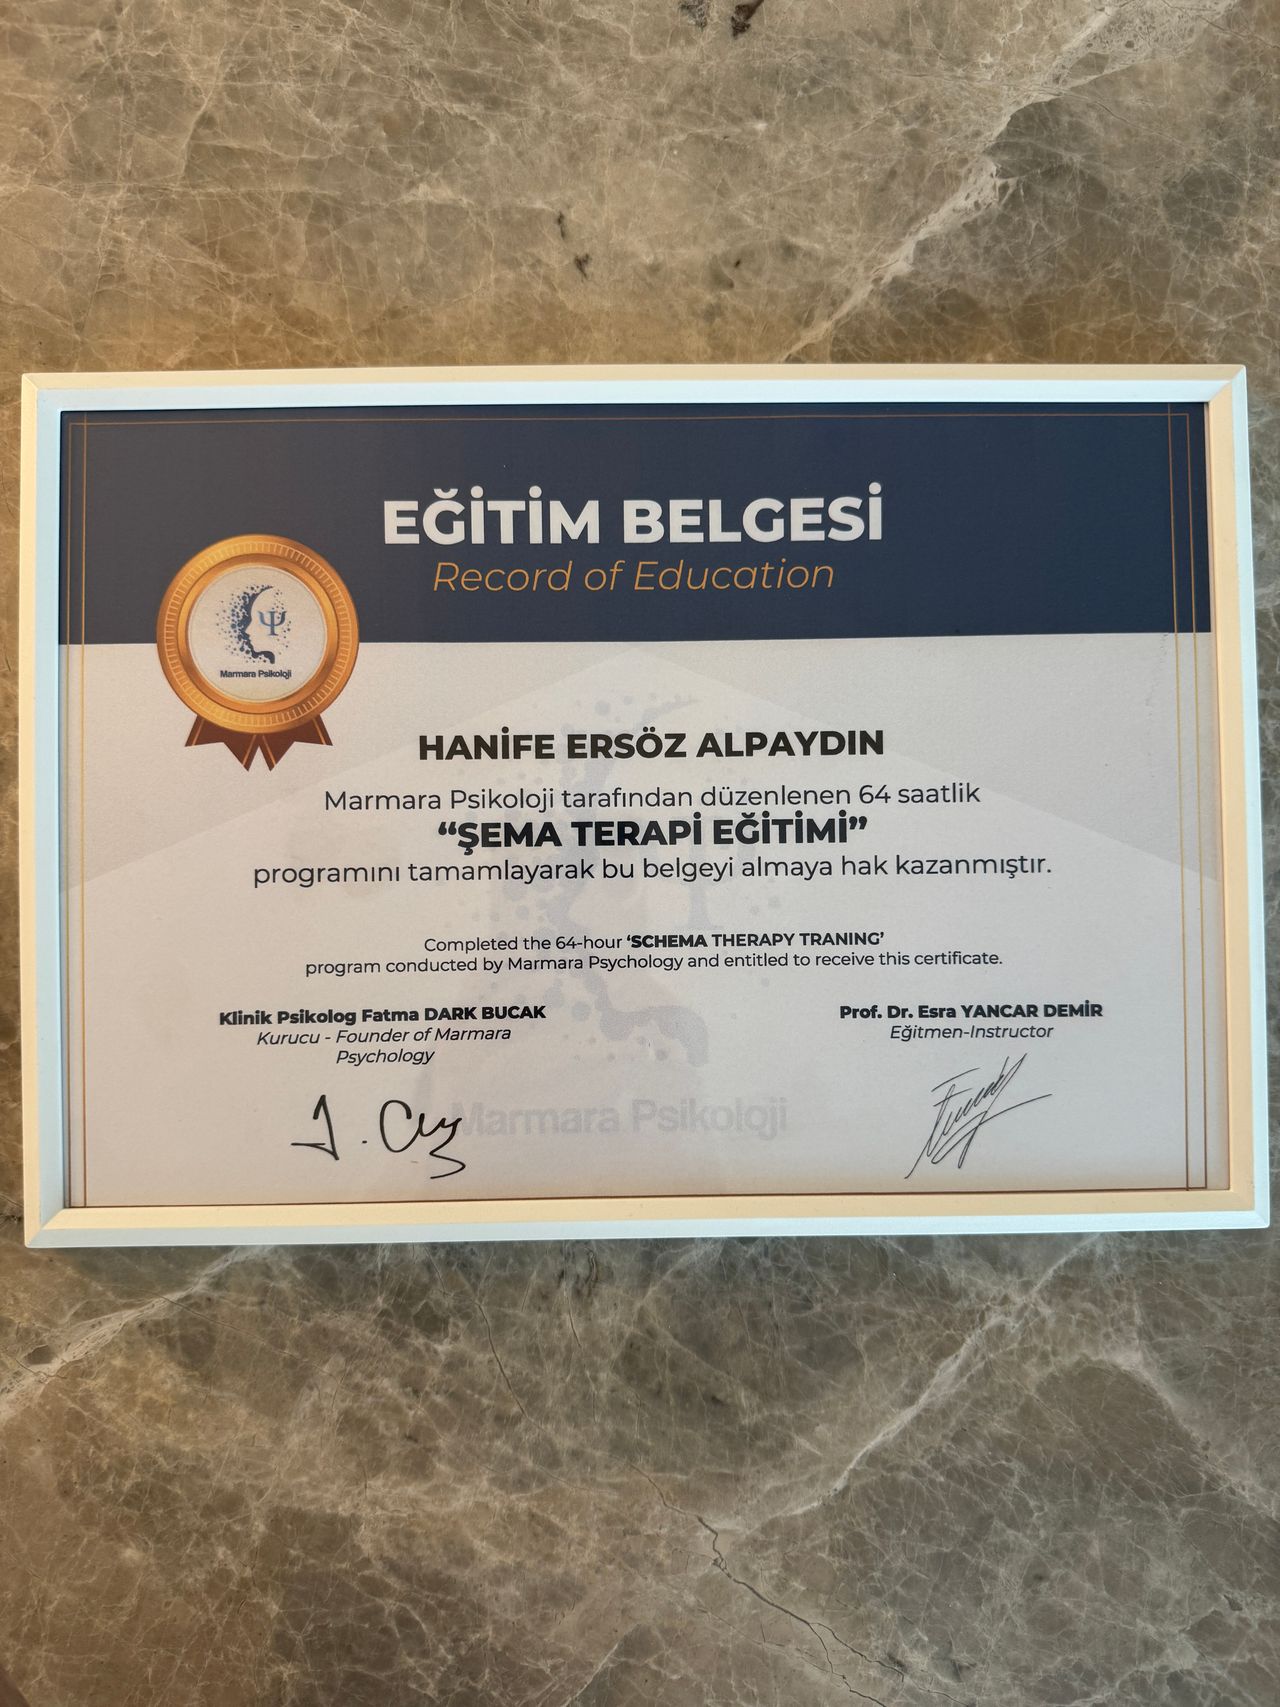 EĞİTİM BELGESİ
Record of Education
Marmara Psikoloji
HANİFE ERSÖZ ALPAYDIN
Marmara Psikoloji tarafından düzenlenen 64 saatlik
“ŞEMA TERAPİ EĞİTİMİ”
programını tamamlayarak bu belgeyi almaya hak kazanmıştır.
Completed the 64-hour ‘SCHEMA THERAPY TRANING’
program conducted by Marmara Psychology and entitled to receive this certificate.
Klinik Psikolog Fatma DARK BUCAK
Kurucu - Founder of Marmara
Psychology
Prof. Dr. Esra YANCAR DEMİR
Eğitmen-Instructor
Marmara Psikoloji